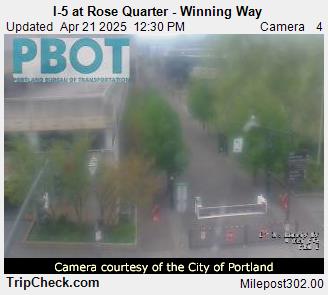 I-5 at Rose Quarter - Winning Way
Updated Apr 21 2025 12:30 PM Camera 4
PBOT
PORTLAND BUREAU OF TRANSPORTATION
Camera courtesy of the City of Portland
TripCheck.com Milepost302.00